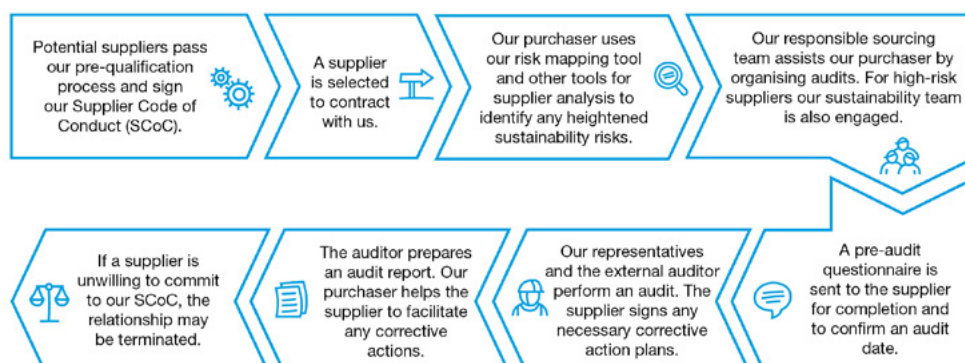 Potential suppliers pass
our pre-qualification
process and sign
our Supplier Code of
Conduct (SCoC).
A supplier
is selected
to contract
with us.
Our purchaser uses
our risk mapping tool
and other tools for
supplier analysis to
identify any heightened
sustainability risks.
Our responsible sourcing
team assists our purchaser by
organising audits. For high-risk
suppliers our sustainability team
is also engaged.
A pre-audit
questionnaire is
sent to the supplier
for completion and
to confirm an audit
date.
Our representatives
and the external auditor
perform an audit. The
supplier signs any
necessary corrective
action plans.
The auditor prepares
an audit report. Our
purchaser helps the
supplier to facilitate
any corrective
actions.
If a supplier is
unwilling to commit
to our SCoC, the
relationship may
be terminated.